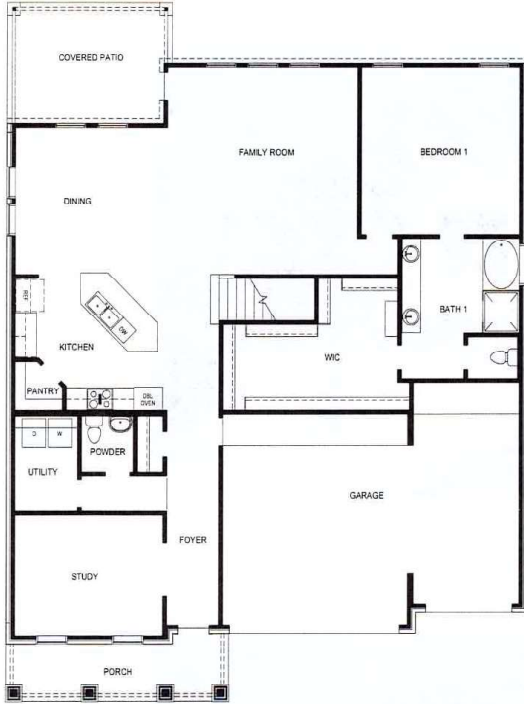 COVERED PATIO
FAMILY ROOM
BEDROOM 1
DINING
REF
BATH 1
DW
KITCHEN
WIC
PANTRY
DBL
OVEN
D
W
POWDER
UTILITY
GARAGE
FOYER
STUDY
PORCH